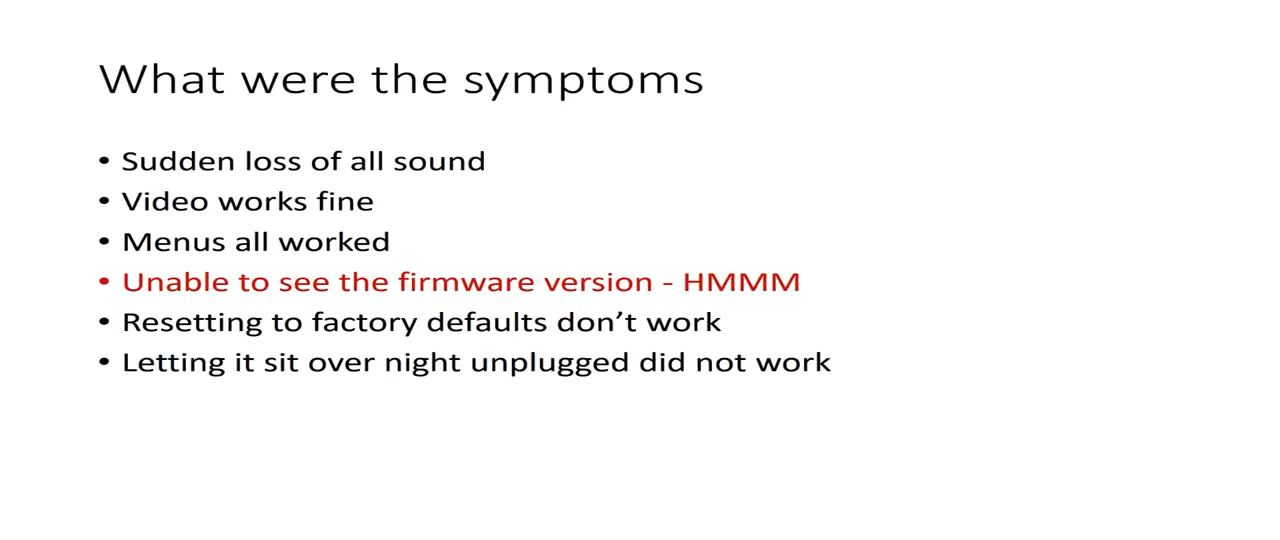 What were the symptoms
• Sudden loss of all sound
• Video works fine
• Menus all worked
• Unable to see the firmware version - HMMM
• Resetting to factory defaults don’t work
• Letting it sit over night unplugged did not work